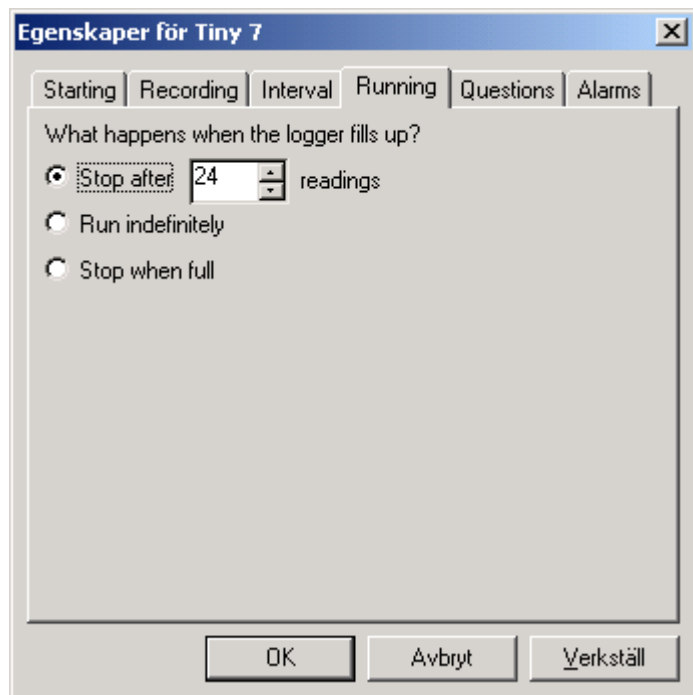 Egenskaper för Tiny 7
Starting Recording Interval Running Questions Alarms
What happens when the logger fills up?
Stop after 24 readings
Run indefinitely
Stop when full
OK Avbryt Verkställ